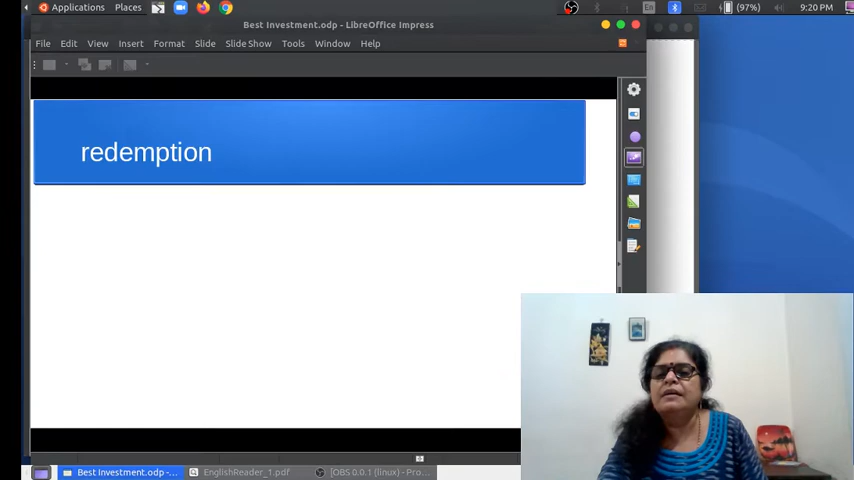 Applications Places En (97%) 9:20 PM
Best Investment.odp - LibreOffice Impress
File Edit View Insert Format Slide Slide Show Tools Window Help
redemption
Best Investment.odp -... EnglishReader_1.pdf [OBS 0.0.1 (linux) - Pro...